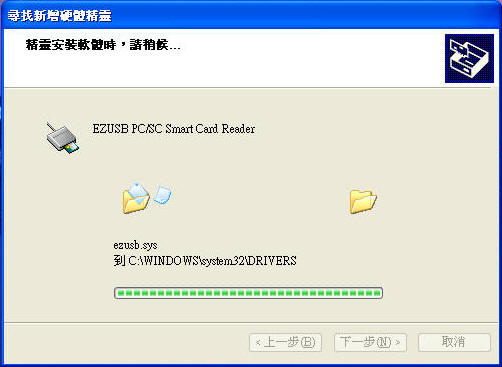 尋找新增硬體精靈
精靈安裝軟體時，請稍候...
EZUSB PC/SC Smart Card Reader
ezusb.sys
到 C:\WINDOWS\system32\DRIVERS
< 上一步(B)
下一步(N) >
取消